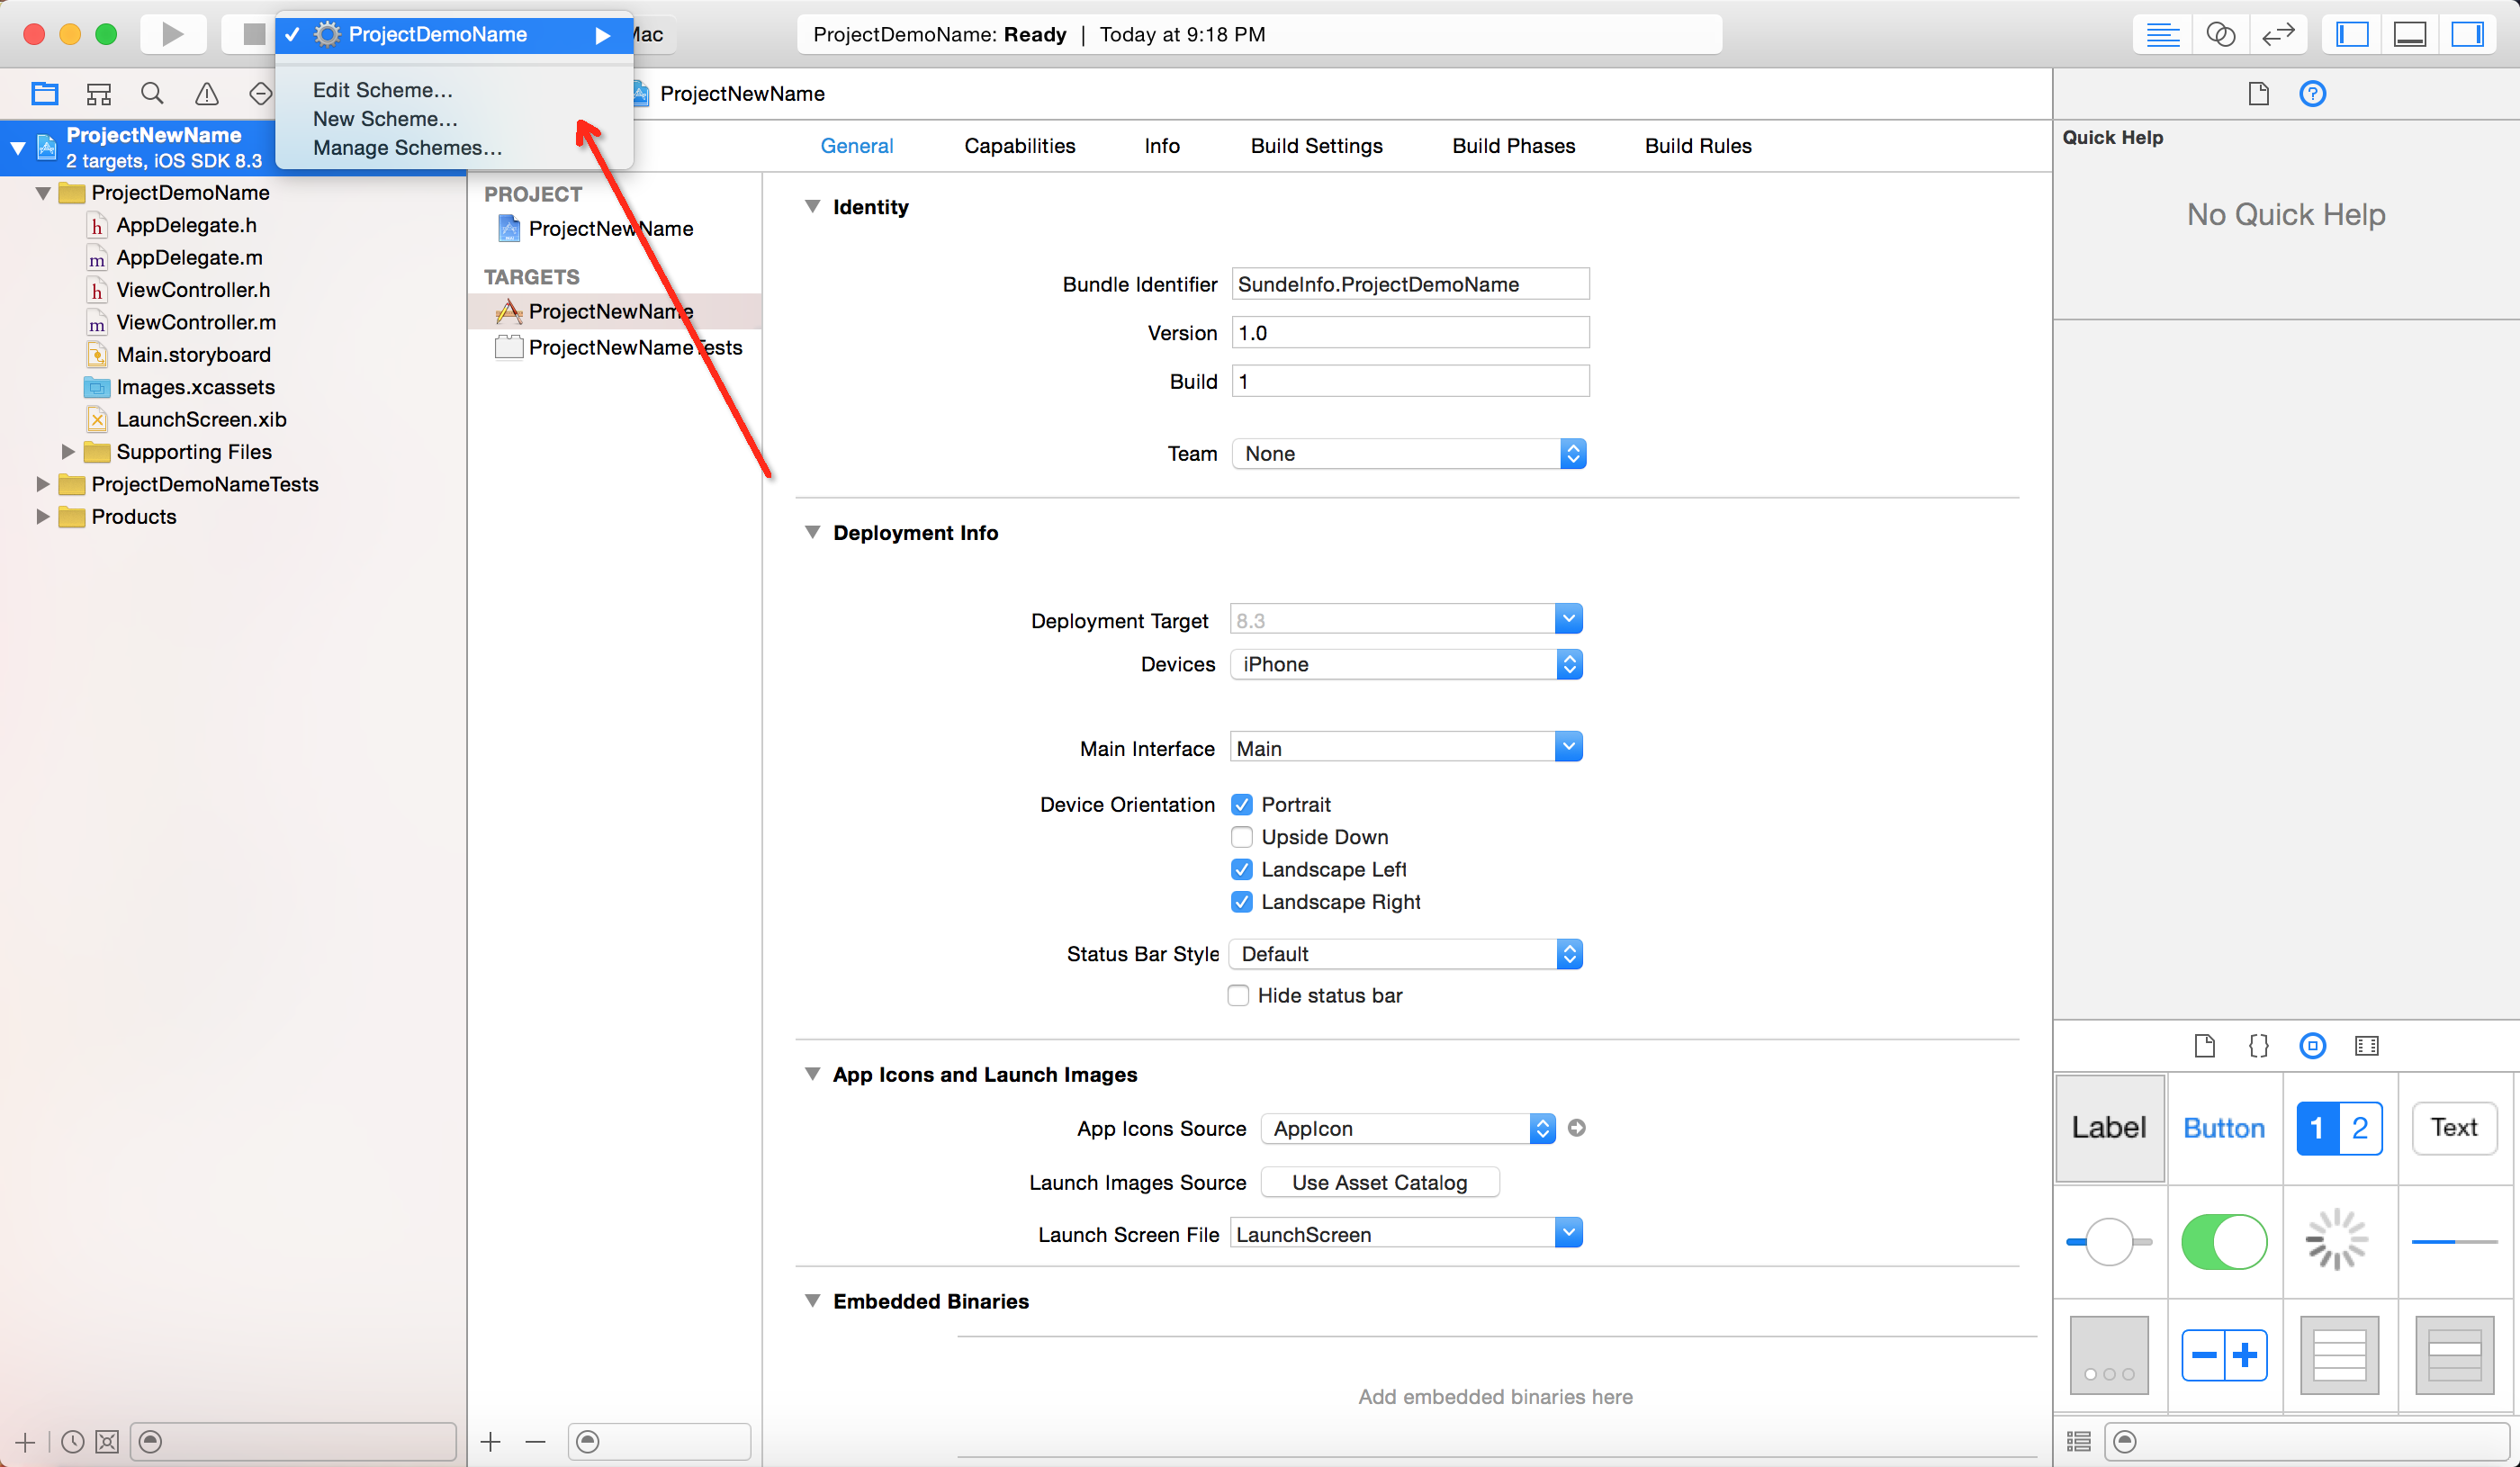 ProjectDemoName
Mac
ProjectDemoName: Ready | Today at 9:18 PM
Edit Scheme...
New Scheme...
Manage Schemes...
ProjectNewName
ProjectNewName
2 targets, iOS SDK 8.3
ProjectDemoName
h AppDelegate.h
m AppDelegate.m
h ViewController.h
m ViewController.m
Main.storyboard
Images.xcassets
LaunchScreen.xib
Supporting Files
ProjectDemoNameTests
Products
PROJECT
ProjectNewName
TARGETS
ProjectNewName
ProjectNewNameTests
General Capabilities Info Build Settings Build Phases Build Rules
Identity
Bundle Identifier SundeInfo.ProjectDemoName
Version 1.0
Build 1
Team None
Deployment Info
Deployment Target 8.3
Devices iPhone
Main Interface Main
Device Orientation Portrait
Upside Down
Landscape Left
Landscape Right
Status Bar Style Default
Hide status bar
App Icons and Launch Images
App Icons Source AppIcon
Launch Images Source Use Asset Catalog
Launch Screen File LaunchScreen
Embedded Binaries
Add embedded binaries here
Quick Help
No Quick Help
Label Button 1 2 Text